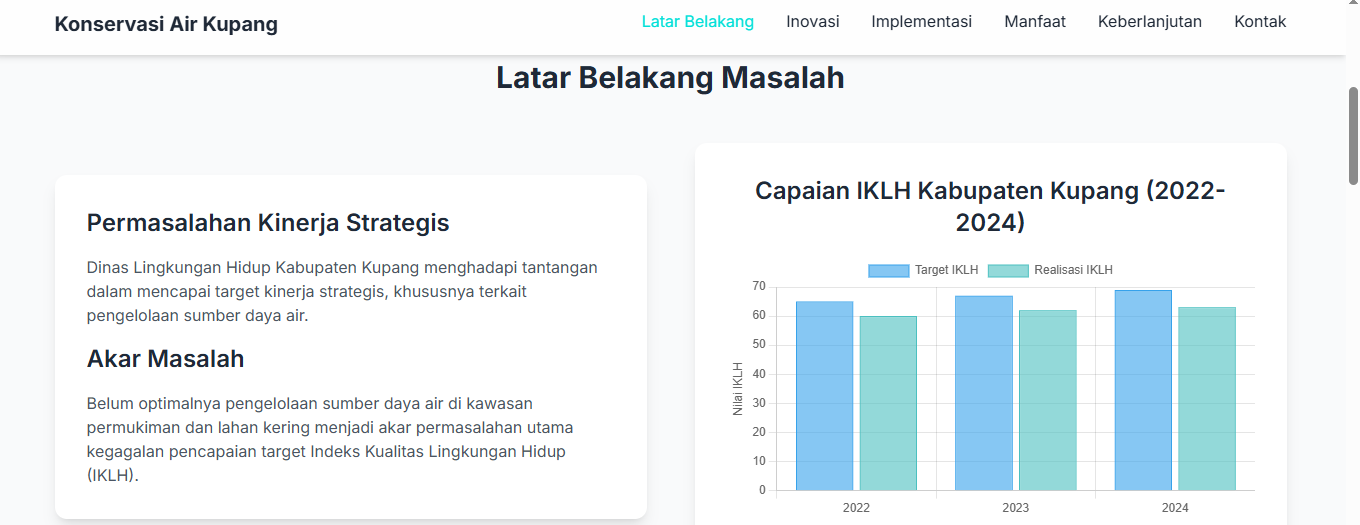 Konservasi Air Kupang
Latar Belakang Inovasi Implementasi Manfaat Keberlanjutan Kontak
Latar Belakang Masalah
Permasalahan Kinerja Strategis
Dinas Lingkungan Hidup Kabupaten Kupang menghadapi tantangan
dalam mencapai target kinerja strategis, khususnya terkait
pengelolaan sumber daya air.
Akar Masalah
Belum optimalnya pengelolaan sumber daya air di kawasan
permukiman dan lahan kering menjadi akar permasalahan utama
kegagalan pencapaian target Indeks Kualitas Lingkungan Hidup
(IKLH).
Capaian IKLH Kabupaten Kupang (2022-
2024)
Target IKLH Realisasi IKLH
Nilai IKLH
70
60
50
40
30
20
10
0
2022 2023 2024